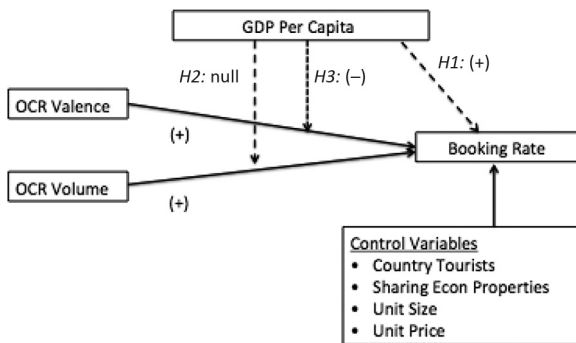 GDP Per Capita
H2: null
H3: (–)
H1: (+)
OCR Valence
(+)
Booking Rate
OCR Volume
(+)
Control Variables
• Country Tourists
• Sharing Econ Properties
• Unit Size
• Unit Price